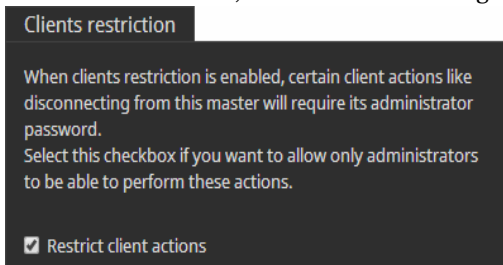 Clients restriction
When clients restriction is enabled, certain client actions like
disconnecting from this master will require its administrator
password.
Select this checkbox if you want to allow only administrators
to be able to perform these actions.
Restrict client actions